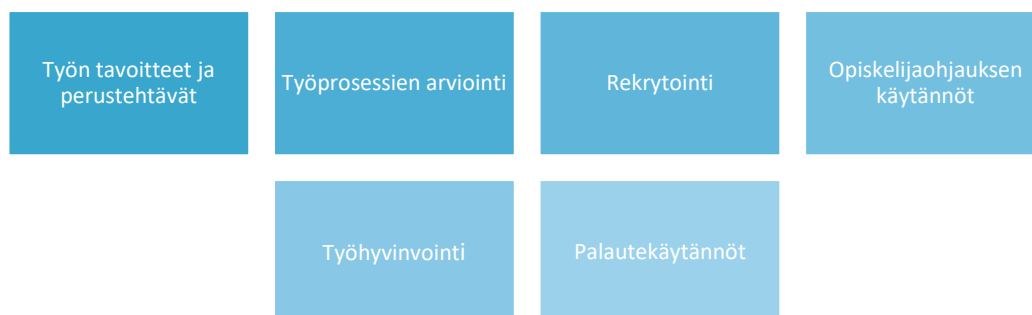 Työn tavoitteet ja
perustehtävät
Työprosessien arviointi
Rekrytointi
Opiskelijaohjauksen
käytännöt
Työhyvinvointi
Palautekäytännöt